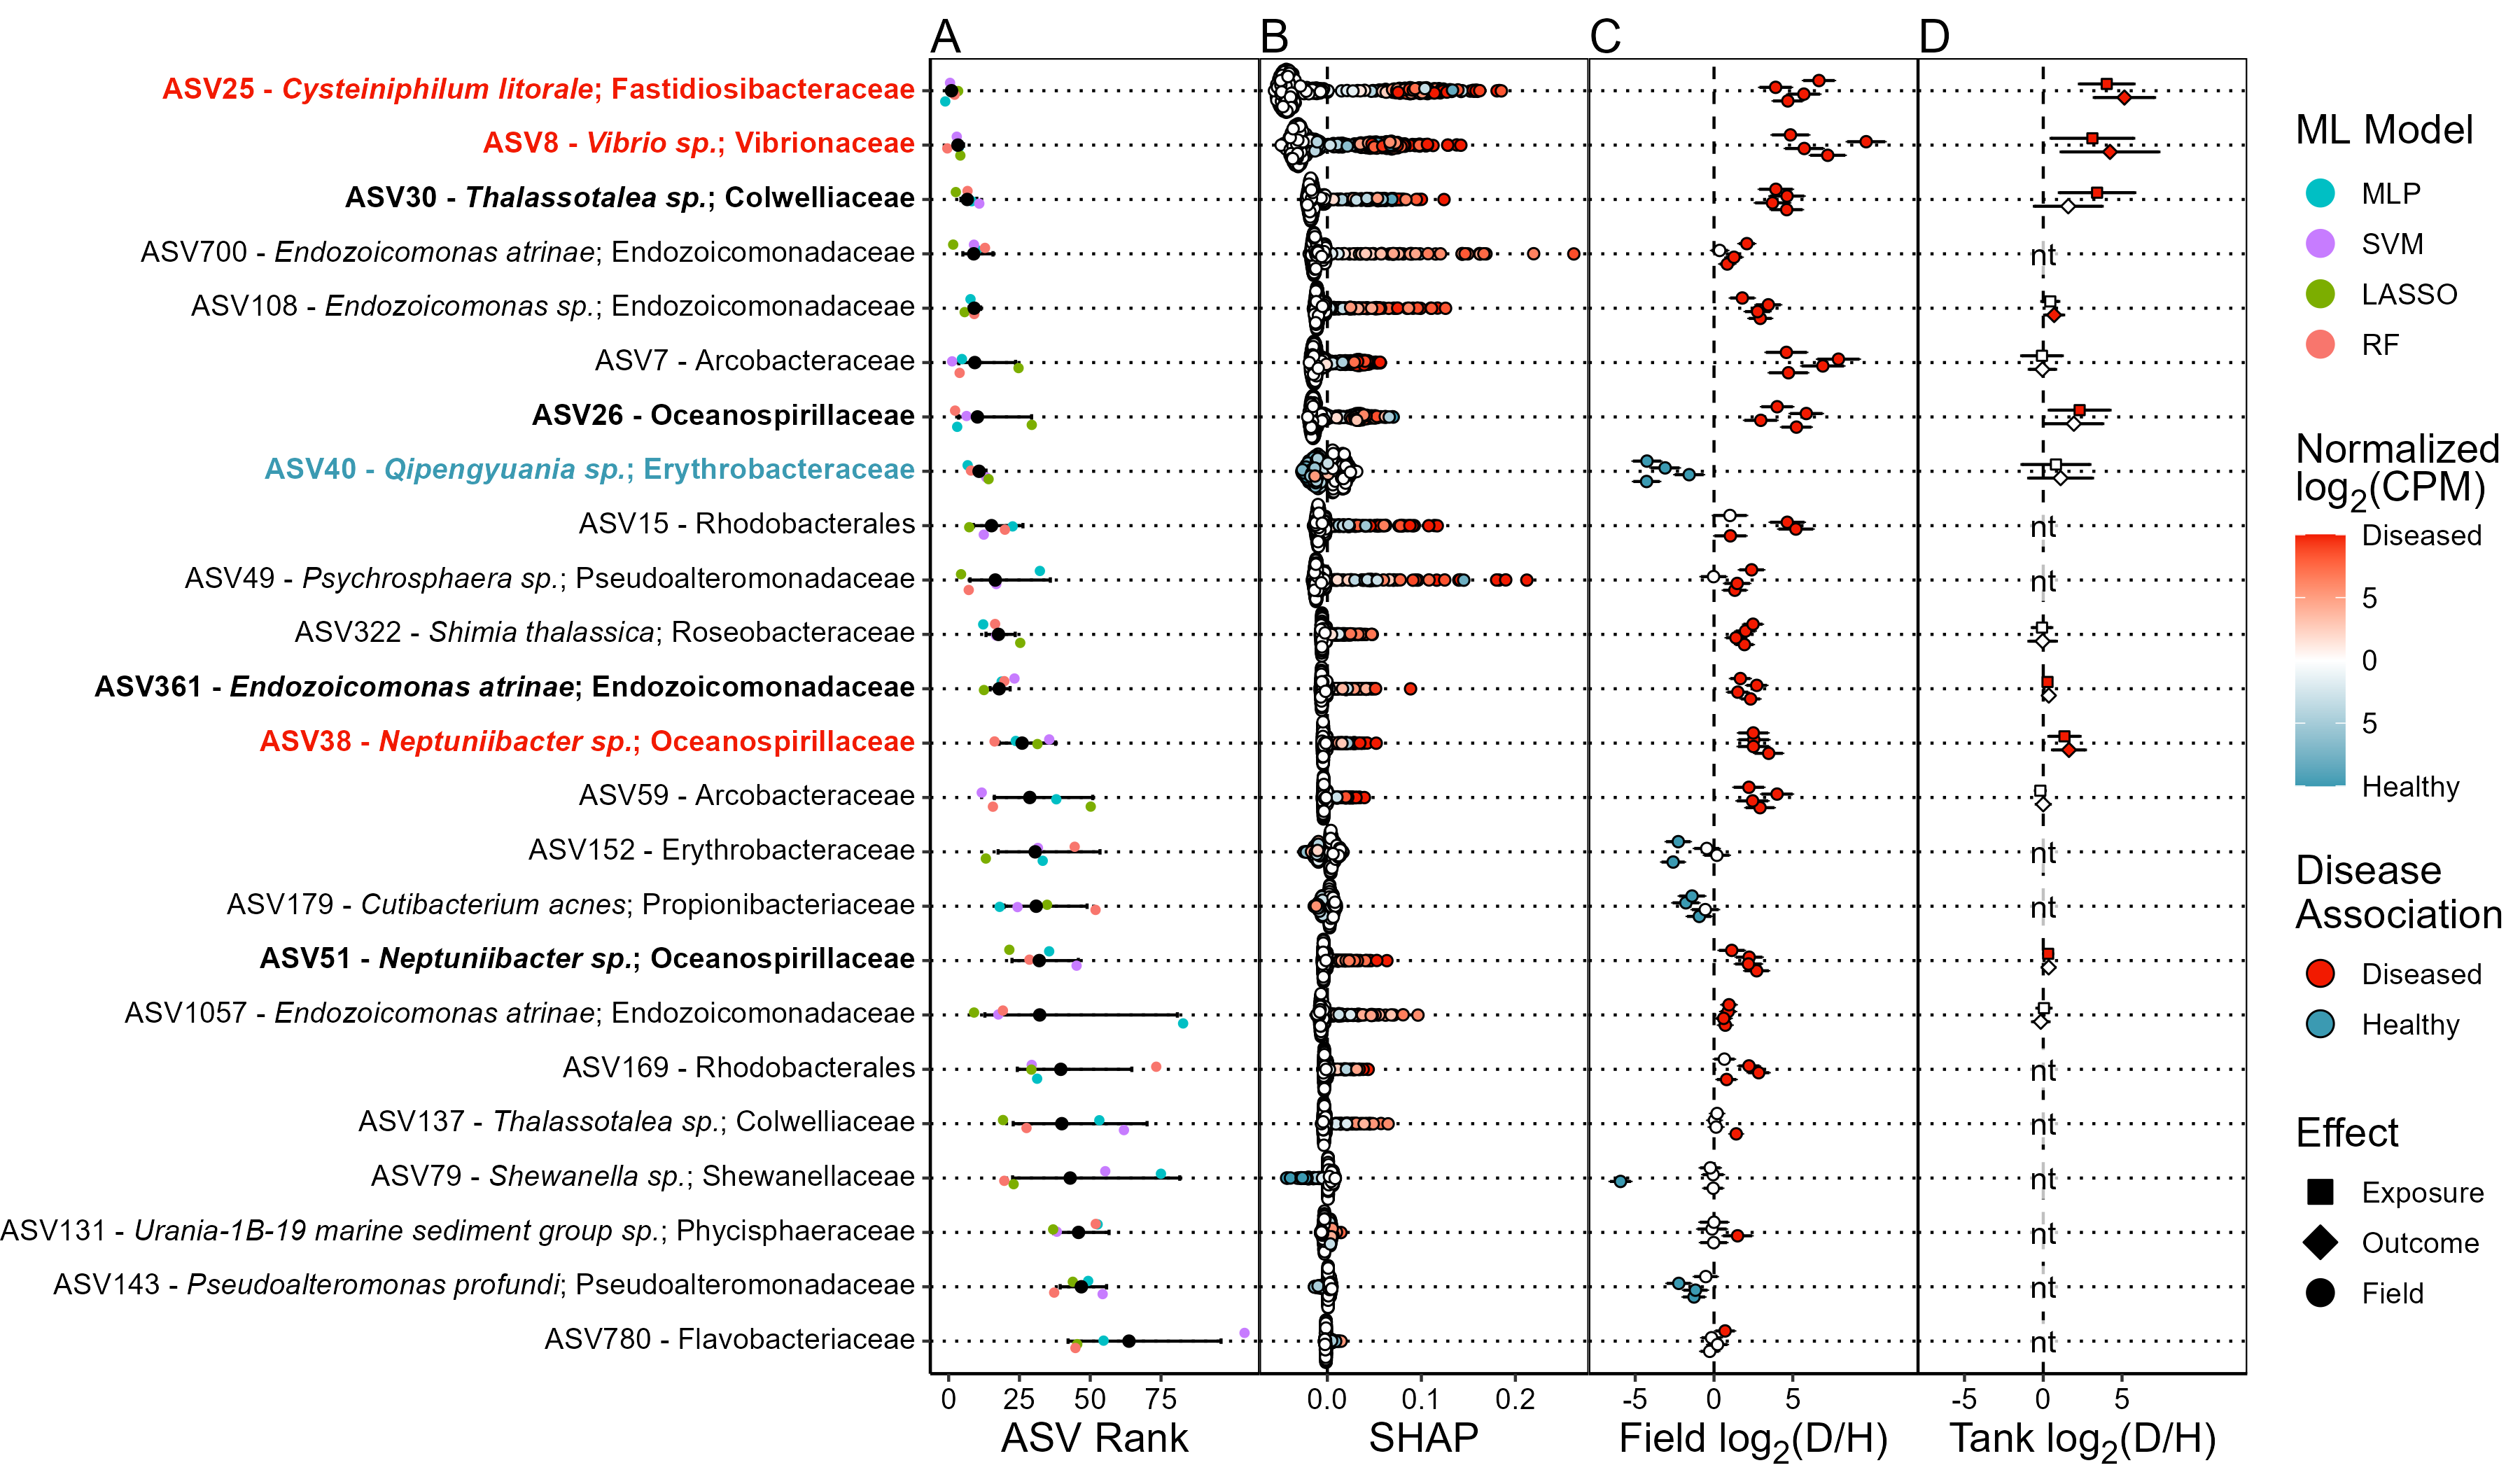 A B C D
ASV25 - Cysteiniphilum litorale; Fastidiosibacteraceae
ASV8 - Vibrio sp.; Vibrionaceae
ASV30 - Thalassotalea sp.; Colwelliaceae
ASV700 - Endozoicomonas atrinae; Endozoicomonadaceae nt
ASV108 - Endozoicomonas sp.; Endozoicomonadaceae
ASV7 - Arcobacteraceae
ASV26 - Oceanospirillaceae
ASV40 - Qipengyuania sp.; Erythrobacteraceae
ASV15 - Rhodobacterales nt
ASV49 - Psychrosphaera sp.; Pseudoalteromonadaceae nt
ASV322 - Shimia thalassica; Roseobacteraceae
ASV361 - Endozoicomonas atrinae; Endozoicomonadaceae
ASV38 - Neptuniibacter sp.; Oceanospirillaceae
ASV59 - Arcobacteraceae
ASV152 - Erythrobacteraceae nt
ASV179 - Cutibacterium acnes; Propionibacteriaceae nt
ASV51 - Neptuniibacter sp.; Oceanospirillaceae
ASV1057 - Endozoicomonas atrinae; Endozoicomonadaceae
ASV169 - Rhodobacterales nt
ASV137 - Thalassotalea sp.; Colwelliaceae nt
ASV79 - Shewanella sp.; Shewanellaceae nt
ASV131 - Urania-1B-19 marine sediment group sp.; Phycisphaeraceae nt
ASV143 - Pseudoalteromonas profundi; Pseudoalteromonadaceae nt
ASV780 - Flavobacteriaceae nt
0 25 50 75 0.0 0.1 0.2 -5 0 5 -5 0 5
ASV Rank SHAP Field log2(D/H) Tank log2(D/H)
ML Model
MLP
SVM
LASSO
RF
Normalized
log2(CPM)
Diseased
5
0
5
Healthy
Disease
Association
Diseased
Healthy
Effect
Exposure
Outcome
Field